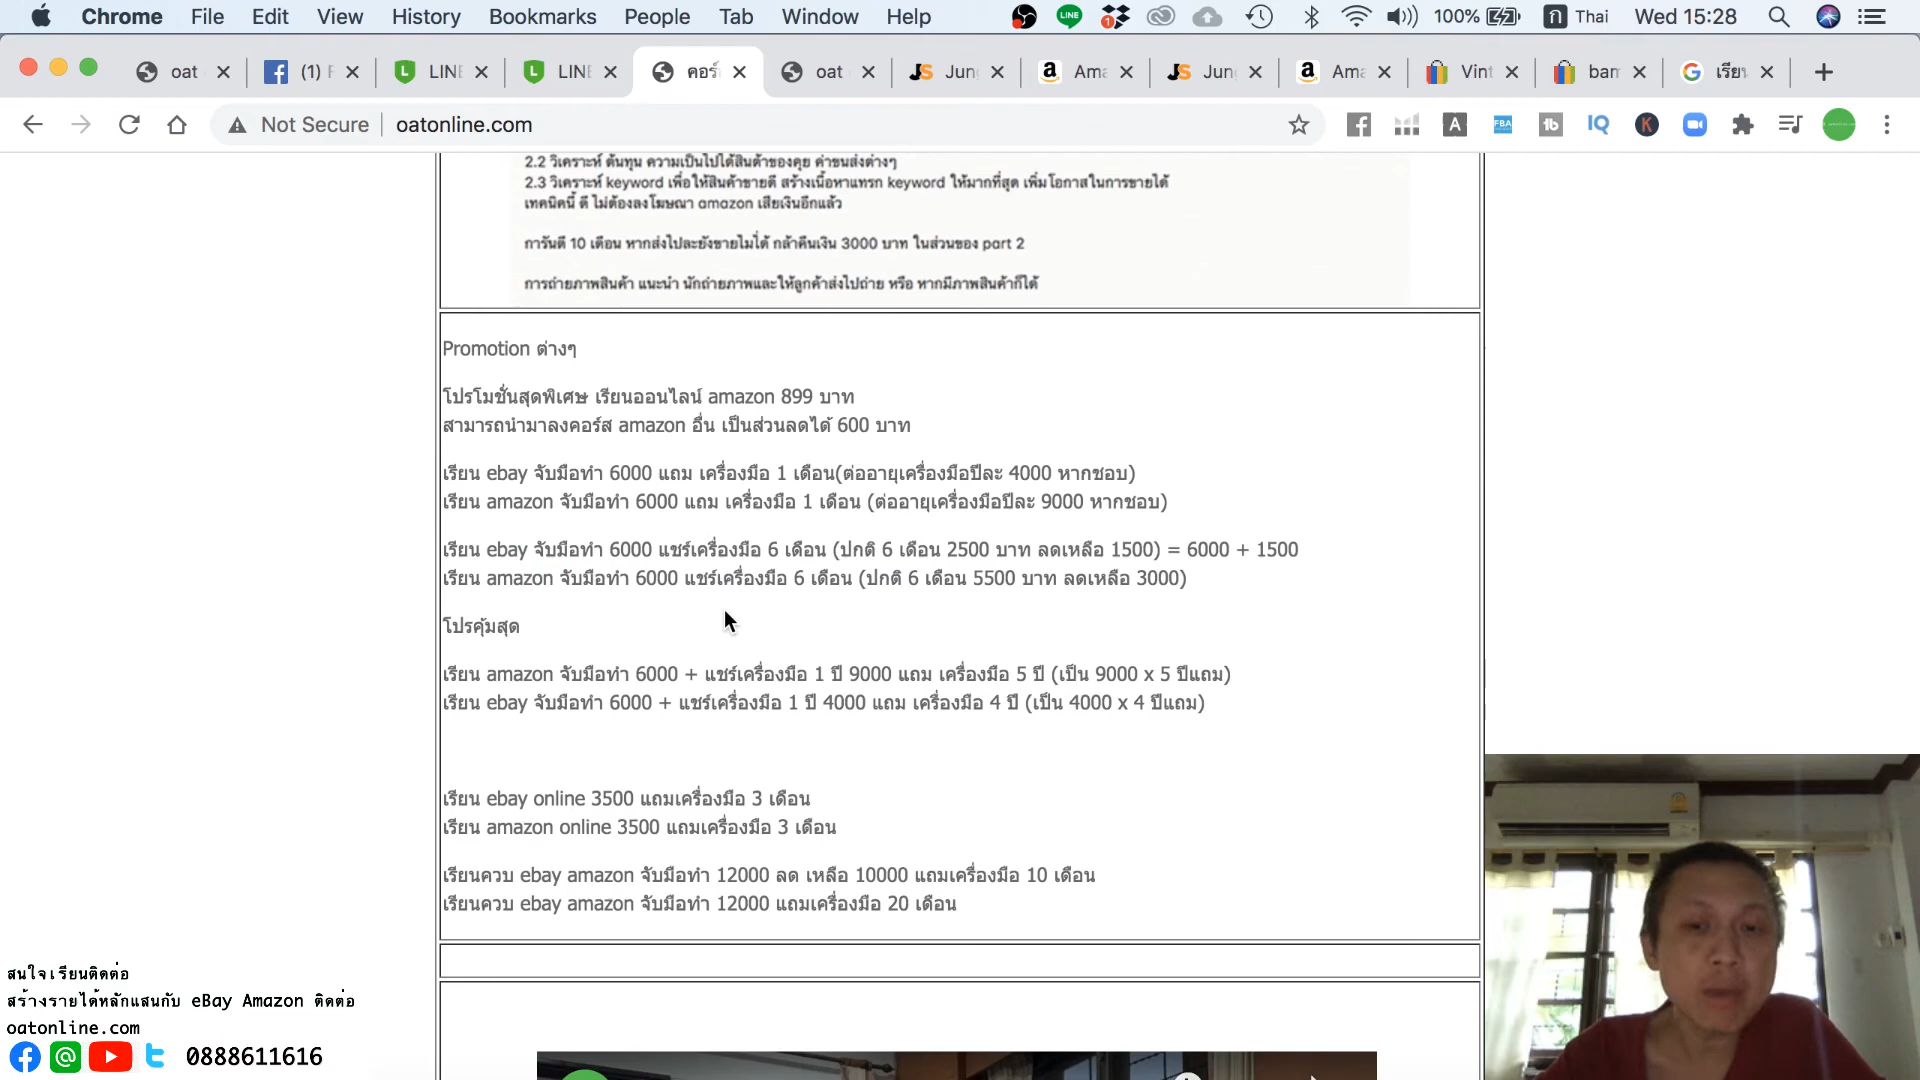 Chrome File Edit View History Bookmarks People Tab Window Help LINE 1 100% ก Thai Wed 15:28
oat (1) F LINE LINE คอร์ oat JS Jun a Ama JS Jun a Ama Vint bam เรีย
Not Secure oatonline.com A FBA tb IQ K
2.2 วิเคราะห์ ต้นทุน ความเป็นไปได้สินค้าของคุย ค่าขนส่งต่างๆ
2.3 วิเคราะห์ keyword เพื่อให้สินค้าขายดี สร้างเนื้อหาแทรก keyword ให้มากที่สุด เพิ่มโอกาสในการขายได้
เทคนิคนี้ ดี ไม่ต้องลงโฆษณา amazon เสียเงินอีกแล้ว
การันตี 10 เดือน หากส่งไปละยังขายไม่ได้ กล้าคืนเงิน 3000 บาท ในส่วนของ part 2
การถ่ายภาพสินค้า แนะนำ นักถ่ายภาพและให้ลูกค้าส่งไปถ่าย หรือ หากมีภาพสินค้าก็ได้
Promotion ต่างๆ
โปรโมชั่นสุดพิเศษ เรียนออนไลน์ amazon 899 บาท
สามารถนำมาลงคอร์ส amazon อื่น เป็นส่วนลดได้ 600 บาท
เรียน ebay จับมือทำ 6000 แถม เครื่องมือ 1 เดือน(ต่ออายุเครื่องมือปีละ 4000 หากชอบ)
เรียน amazon จับมือทำ 6000 แถม เครื่องมือ 1 เดือน (ต่ออายุเครื่องมือปีละ 9000 หากชอบ)
เรียน ebay จับมือทำ 6000 แชร์เครื่องมือ 6 เดือน (ปกติ 6 เดือน 2500 บาท ลดเหลือ 1500) = 6000 + 1500
เรียน amazon จับมือทำ 6000 แชร์เครื่องมือ 6 เดือน (ปกติ 6 เดือน 5500 บาท ลดเหลือ 3000)
โปรคุ้มสุด
เรียน amazon จับมือทำ 6000 + แชร์เครื่องมือ 1 ปี 9000 แถม เครื่องมือ 5 ปี (เป็น 9000 x 5 ปีแถม)
เรียน ebay จับมือทำ 6000 + แชร์เครื่องมือ 1 ปี 4000 แถม เครื่องมือ 4 ปี (เป็น 4000 x 4 ปีแถม)
เรียน ebay online 3500 แถมเครื่องมือ 3 เดือน
เรียน amazon online 3500 แถมเครื่องมือ 3 เดือน
เรียนควบ ebay amazon จับมือทำ 12000 ลด เหลือ 10000 แถมเครื่องมือ 10 เดือน
เรียนควบ ebay amazon จับมือทำ 12000 แถมเครื่องมือ 20 เดือน
สนใจเรียนติดต่อ
สร้างรายได้หลักแสนกับ eBay Amazon ติดต่อ
oatonline.com
0888611616